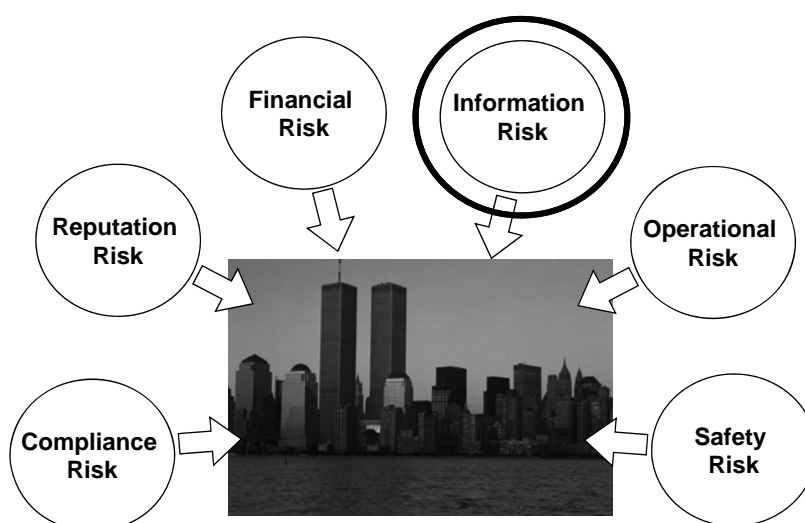 Financial
Risk
Information
Risk
Reputation
Risk
Operational
Risk
Compliance
Risk
Safety
Risk